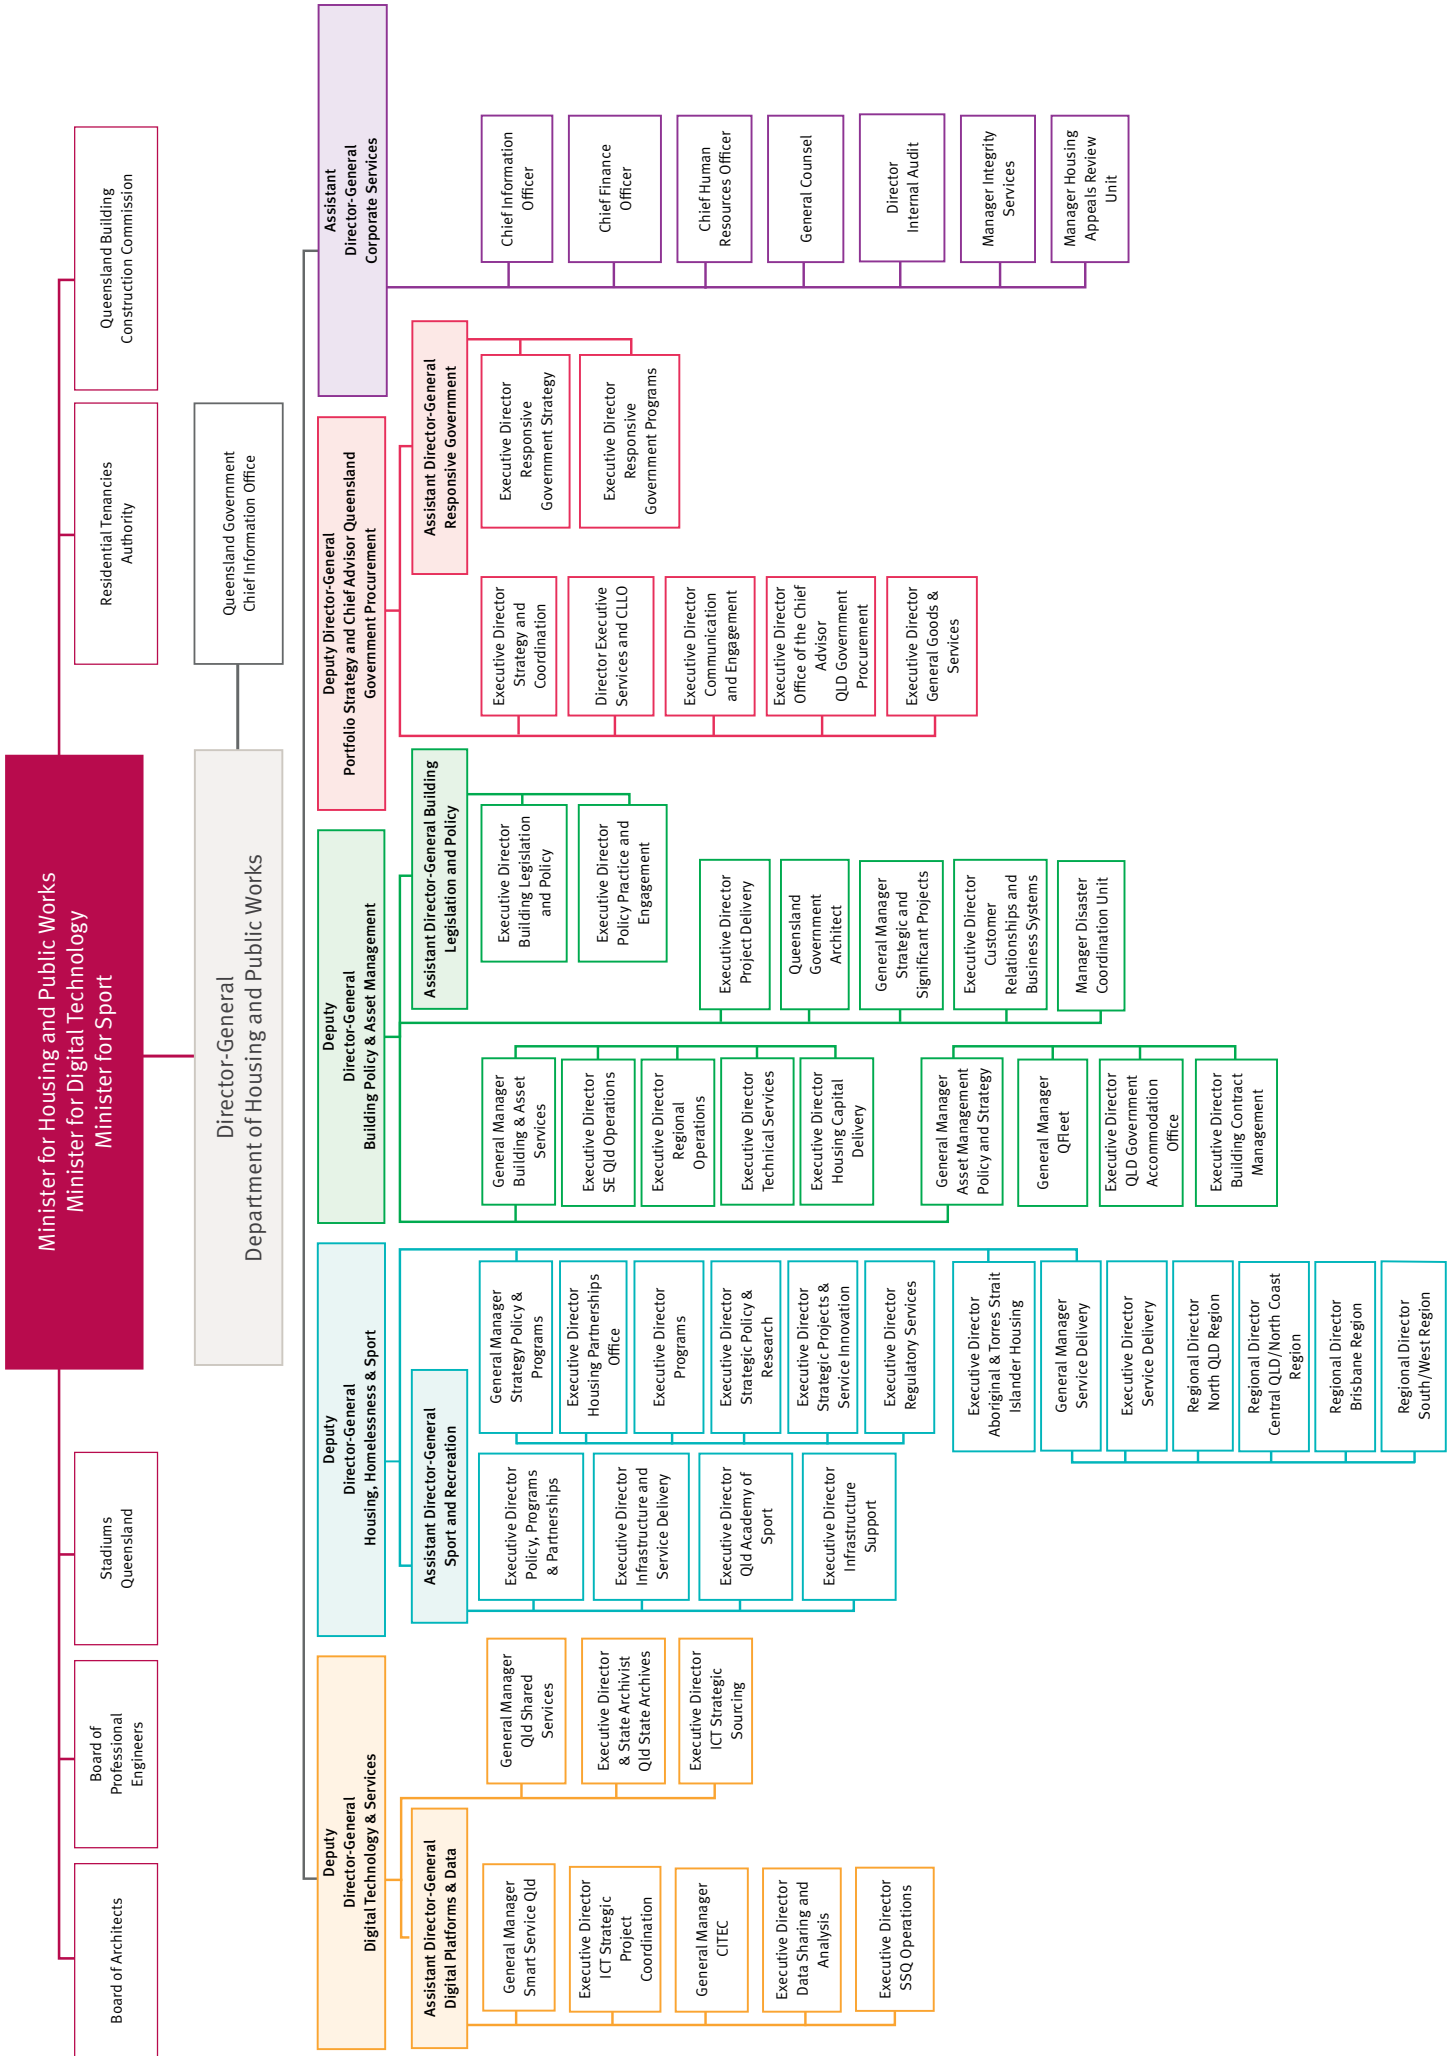 Minister for Housing and Public Works
Minister for Digital Technology
Minister for Sport
Board of Architects
Board of
Professional
Engineers
Stadiums
Queensland
Residential Tenancies
Authority
Queensland Building
Construction Commission
Director-General
Department of Housing and Public Works
Queensland Government
Chief Information Office
Deputy
Director-General
Digital Technology & Services
Assistant Director-General
Digital Platforms & Data
General Manager
Smart Service Qld
Executive Director
ICT Strategic
Project
Coordination
General Manager
CITEC
Executive Director
Data Sharing and
Analysis
Executive Director
SSQ Operations
General Manager
Qld Shared
Services
Executive Director
& State Archivist
Qld State Archives
Executive Director
ICT Strategic
Sourcing
Deputy
Director-General
Housing, Homelessness & Sport
Assistant Director-General
Sport and Recreation
Executive Director
Policy, Programs
& Partnerships
Executive Director
Infrastructure and
Service Delivery
Executive Director
Qld Academy of
Sport
Executive Director
Infrastructure
Support
General Manager
Strategy Policy &
Programs
Executive Director
Housing Partnerships
Office
Executive Director
Programs
Executive Director
Strategic Policy &
Research
Executive Director
Strategic Projects &
Service Innovation
Executive Director
Regulatory Services
Executive Director
Aboriginal & Torres Strait
Islander Housing
General Manager
Service Delivery
Executive Director
Service Delivery
Regional Director
North QLD Region
Regional Director
Central QLD/North Coast
Region
Regional Director
Brisbane Region
Regional Director
South/West Region
Deputy
Director-General
Building Policy & Asset Management
General Manager
Building & Asset
Services
Executive Director
SE Qld Operations
Executive Director
Regional
Operations
Executive Director
Technical Services
Executive Director
Housing Capital
Delivery
General Manager
Asset Management
Policy and Strategy
General Manager
QFleet
Executive Director
QLD Government
Accommodation
Office
Executive Director
Building Contract
Management
Assistant Director-General Building
Legislation and Policy
Executive Director
Building Legislation
and Policy
Executive Director
Policy Practice and
Engagement
Executive Director
Project Delivery
Queensland
Government
Architect
General Manager
Strategic and
Significant Projects
Executive Director
Customer
Relationships and
Business Systems
Manager Disaster
Coordination Unit
Deputy Director-General
Portfolio Strategy and Chief Advisor Queensland
Government Procurement
Executive Director
Strategy and
Coordination
Director Executive
Services and CLLO
Executive Director
Communication
and Engagement
Executive Director
Office of the Chief
Advisor
QLD Government
Procurement
Executive Director
General Goods &
Services
Assistant Director-General
Responsive Government
Executive Director
Responsive
Government Strategy
Executive Director
Responsive
Government Programs
Assistant
Director-General
Corporate Services
Chief Information
Officer
Chief Finance
Officer
Chief Human
Resources Officer
General Counsel
Director
Internal Audit
Manager Integrity
Services
Manager Housing
Appeals Review
Unit